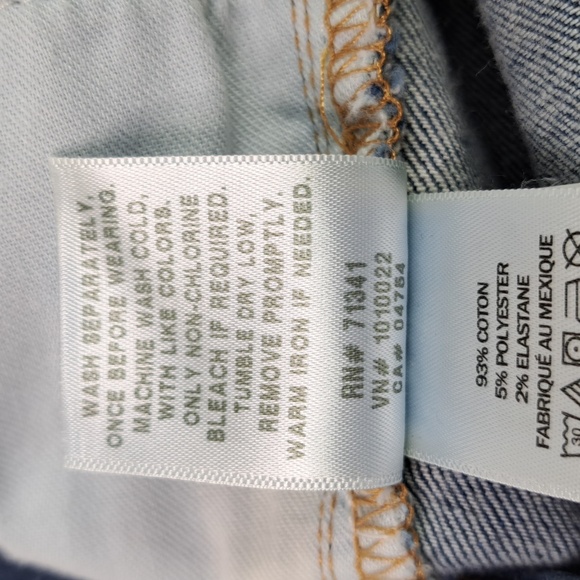 WASH SEPARATELY,
ONCE BEFORE WEARING.
MACHINE WASH COLD,
WITH LIKE COLORS.
ONLY NON-CHLORINE
BLEACH IF REQUIRED.
TUMBLE DRY LOW,
REMOVE PROMPTLY.
WARM IRON IF NEEDED.
RN# 71341
VN# 1010022
CA# 04754
93% COTON
5% POLYESTER
2% ELASTANE
FABRIQUÉ AU MEXIQUE
30